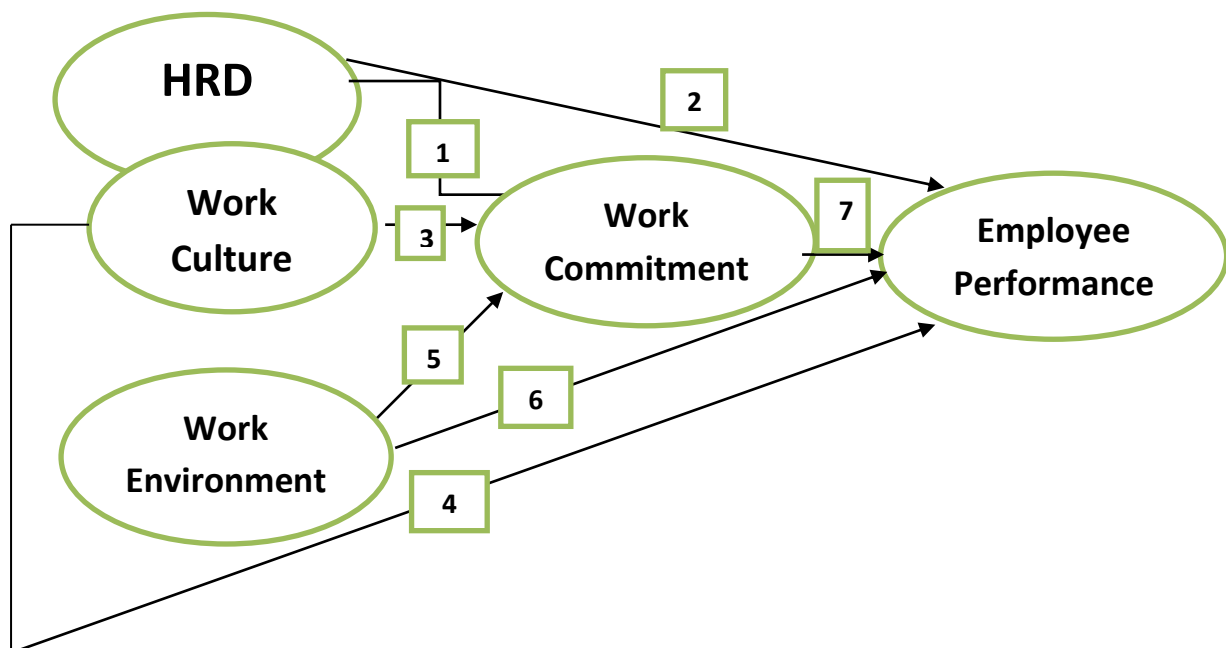 HRD
2
1
Work
Culture
3
Work
Commitment
7
Employee
Performance
5
Work
Environment
6
4